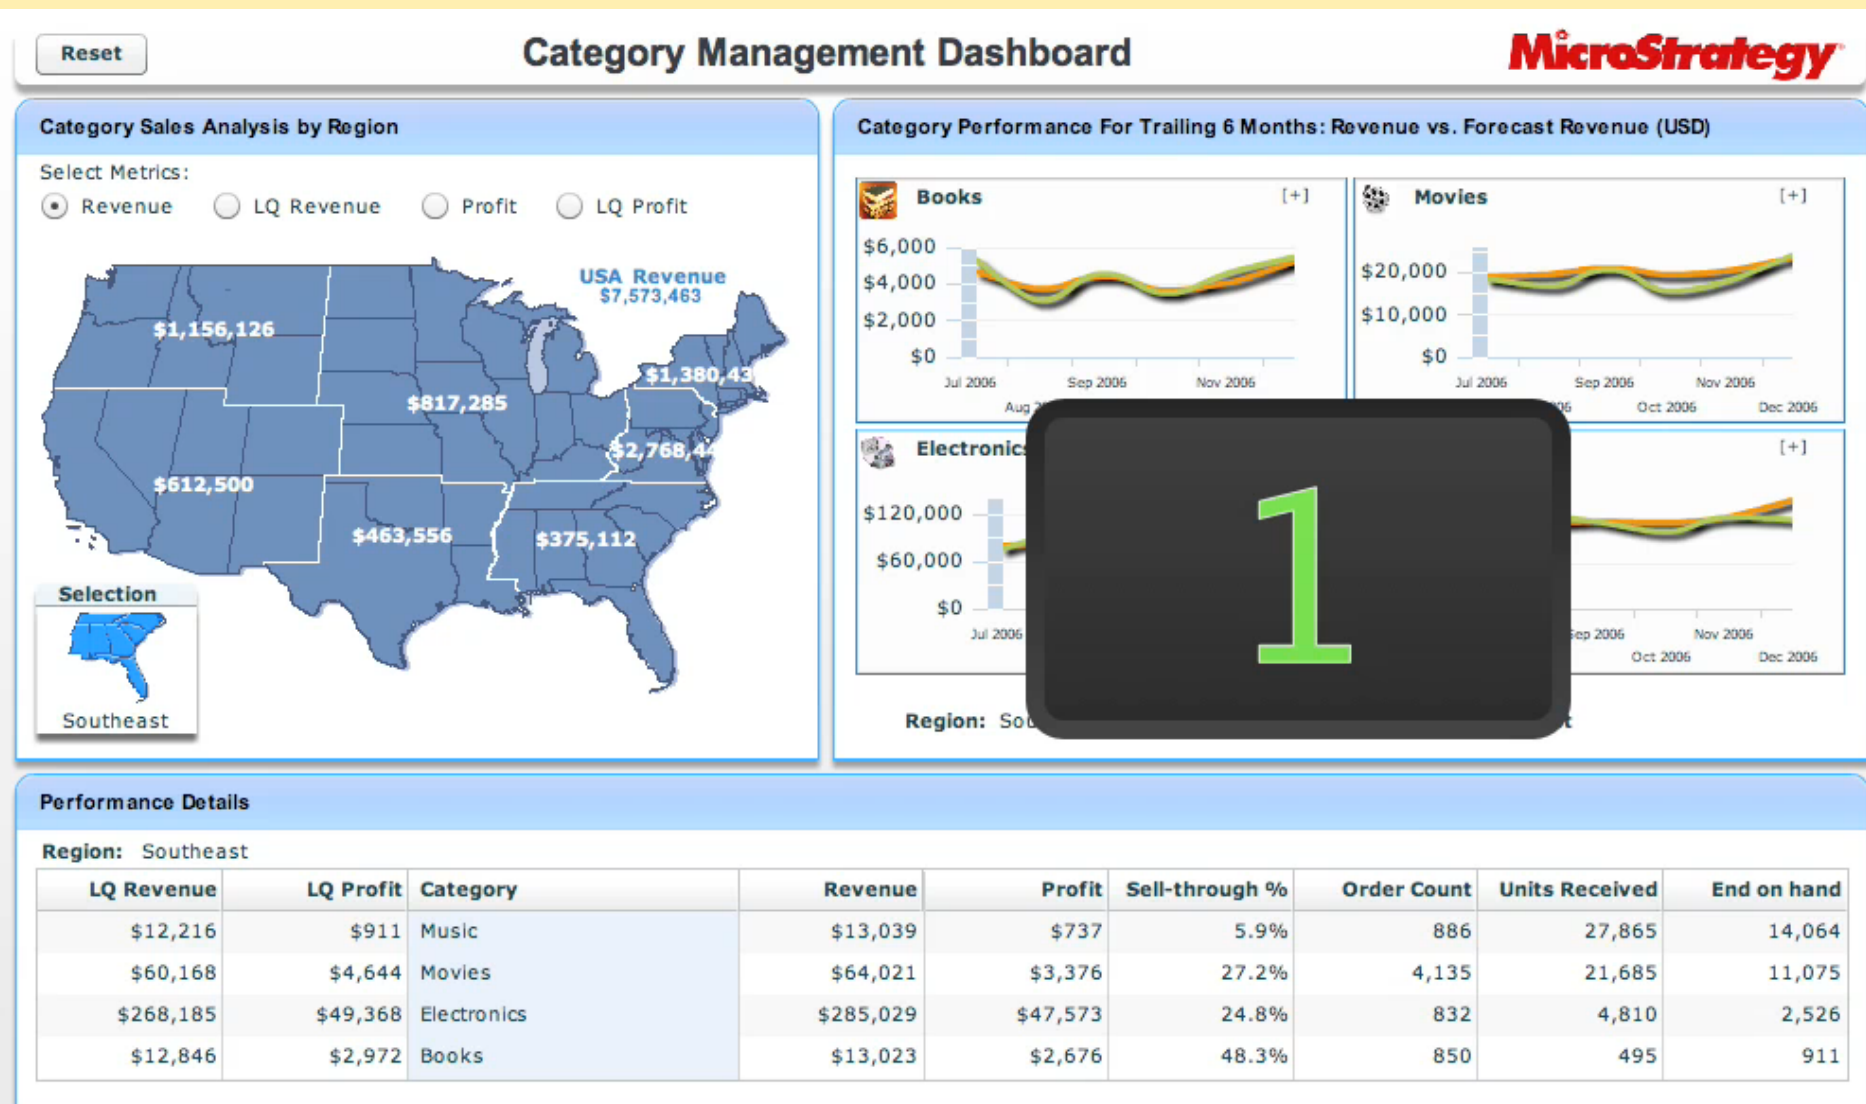 Reset
Category Management Dashboard
MicroStrategy
Category Sales Analysis by Region
Select Metrics:
Revenue LQ Revenue Profit LQ Profit
USA Revenue
$7,573,463
$1,156,126
$1,380,43
$817,285
$2,768,4
$612,500
$463,556
$375,112
Selection
Southeast
Category Performance For Trailing 6 Months: Revenue vs. Forecast Revenue (USD)
Books [+]
$6,000
$4,000
$2,000
$0
Jul 2006 Sep 2006 Nov 2006
Aug
Movies [+]
$20,000
$10,000
$0
Jul 2006 Sep 2006 Nov 2006
06 Oct 2006 Dec 2006
Electronics
$120,000
$60,000
$0
Jul 2006
[+]
Sep 2006 Nov 2006
Oct 2006 Dec 2006
1
Region: Sou
Performance Details
Region: Southeast
LQ Revenue LQ Profit Category Revenue Profit Sell-through % Order Count Units Received End on hand
$12,216 $911 Music $13,039 $737 5.9% 886 27,865 14,064
$60,168 $4,644 Movies $64,021 $3,376 27.2% 4,135 21,685 11,075
$268,185 $49,368 Electronics $285,029 $47,573 24.8% 832 4,810 2,526
$12,846 $2,972 Books $13,023 $2,676 48.3% 850 495 911